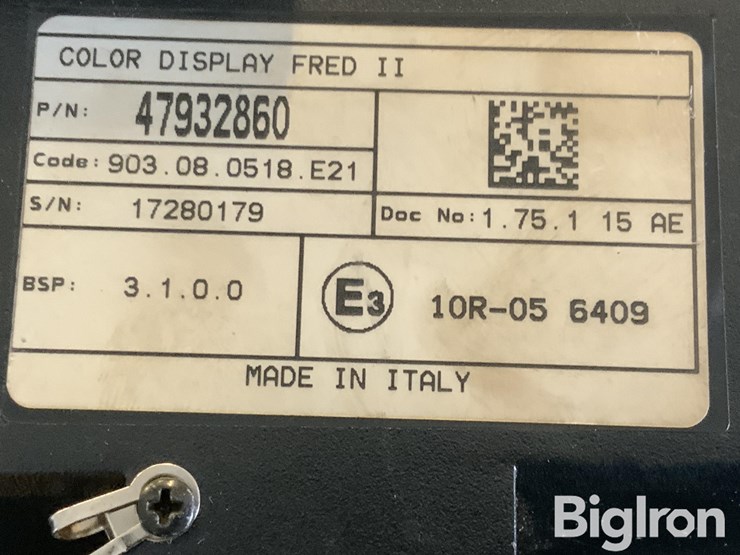 COLOR DISPLAY FRED II
P/N: 47932860
Code: 903.08.0518.E21
S/N: 17280179
Doc No: 1.75.1 15 AE
BSP: 3.1.0.0
E3 10R-05 6409
MADE IN ITALY
BigIron